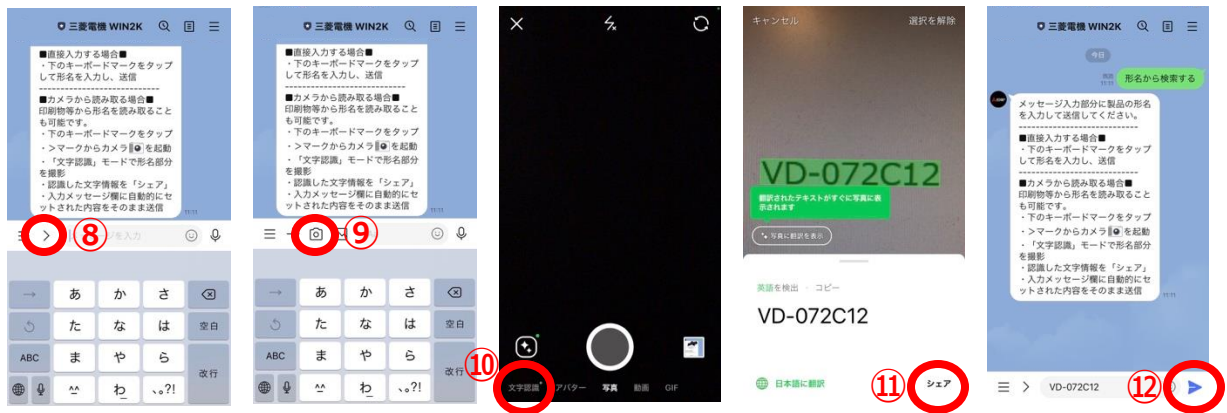 三菱電機 WIN2K
■直接入力する場合■
・下のキーボードマークをタップ
して形名を入力し、送信
------------------------------
■カメラから読み取る場合■
印刷物等から形名を読み取ること
も可能です。
・下のキーボードマークをタップ
・>マークからカメラを起動
・「文字認識」モードで形名部分
を撮影
・認識した文字情報を「シェア」
・入力メッセージ欄に自動的にセ
ットされた内容をそのまま送信
11:11
⑧
ージを入力
→
あ
か
さ
た
な
は
空白
ABC
ま
や
ら
改行
^^
わ_
、。?!
三菱電機 WIN2K
■直接入力する場合■
・下のキーボードマークをタップ
して形名を入力し、送信
------------------------------
■カメラから読み取る場合■
印刷物等から形名を読み取ること
も可能です。
・下のキーボードマークをタップ
・>マークからカメラを起動
・「文字認識」モードで形名部分
を撮影
・認識した文字情報を「シェア」
・入力メッセージ欄に自動的にセ
ットされた内容をそのまま送信
11:11
⑨
→
あ
か
さ
た
な
は
空白
ABC
ま
や
ら
改行
^^
わ_
、。?!
⑩
文字認識
アバター
写真
動画
GIF
キャンセル
選択を解除
VD-072C12
翻訳されたテキストがすぐに写真に表
示されます
写真に翻訳を表示
英語を検出
コピー
VD-072C12
日本語に翻訳
⑪
シェア
三菱電機 WIN2K
今日
既読
11:11
形名から検索する
メッセージ入力部分に製品の形名
を入力して送信してください。
------------------------------
■直接入力する場合■
・下のキーボードマークをタップ
して形名を入力し、送信
------------------------------
■カメラから読み取る場合■
印刷物等から形名を読み取ること
も可能です。
・下のキーボードマークをタップ
・>マークからカメラを起動
・「文字認識」モードで形名部分
を撮影
・認識した文字情報を「シェア」
・入力メッセージ欄に自動的にセ
ットされた内容をそのまま送信
11:11
VD-072C12
⑫